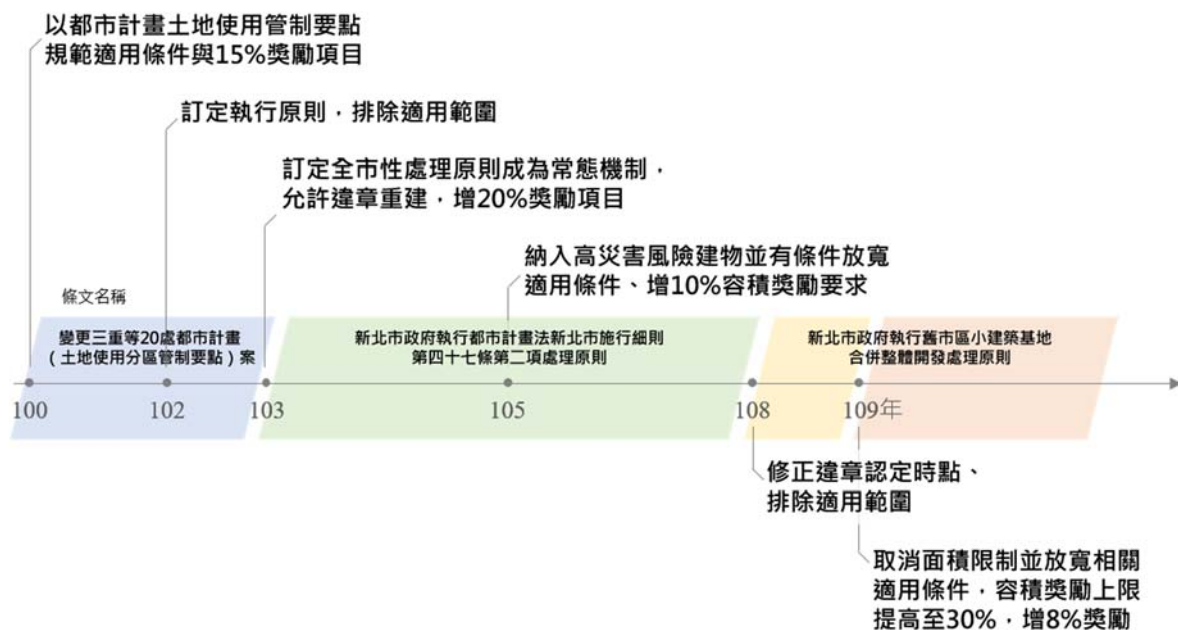 以都市計畫土地使用管制要點
規範適用條件與15%獎勵項目
訂定執行原則，排除適用範圍
訂定全市性處理原則成為常態機制，
允許違章重建，增20%獎勵項目
納入高災害風險建物並有條件放寬
適用條件、增10%容積獎勵要求
條文名稱
變更三重等20處都市計畫
（土地使用分區管制要點）案
新北市政府執行都市計畫法新北市施行細則
第四十七條第二項處理原則
新北市政府執行舊市區小建築基地
合併整體開發處理原則
100
102
103
105
108
109年
修正違章認定時點、
排除適用範圍
取消面積限制並放寬相關
適用條件，容積獎勵上限
提高至30%，增8%獎勵